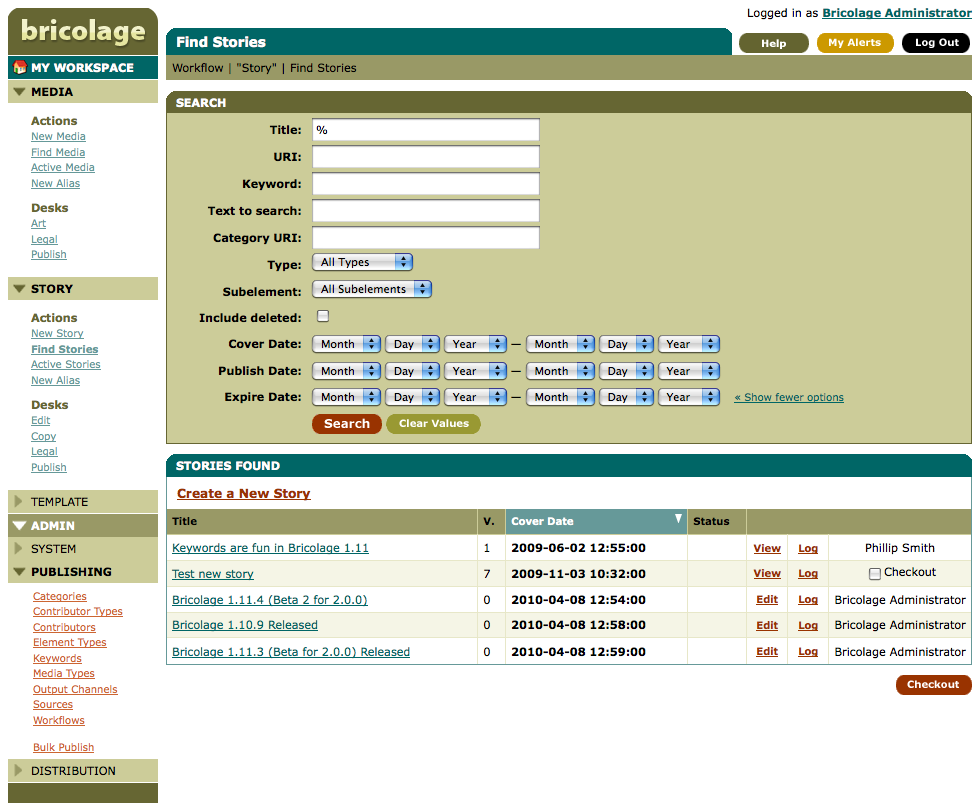 Logged in as Bricolage Administrator
bricolage
Find Stories
Help
My Alerts
Log Out
Workflow | "Story" | Find Stories
MY WORKSPACE
MEDIA
Actions
New Media
Find Media
Active Media
New Alias
Desks
Art
Legal
Publish
STORY
Actions
New Story
Find Stories
Active Stories
New Alias
Desks
Edit
Copy
Legal
Publish
TEMPLATE
ADMIN
SYSTEM
PUBLISHING
Categories
Contributor Types
Contributors
Element Types
Keywords
Media Types
Output Channels
Sources
Workflows
Bulk Publish
DISTRIBUTION
SEARCH
Title: %
URI:
Keyword:
Text to search:
Category URI:
Type: All Types
Subelement: All Subelements
Include deleted:
Cover Date: Month Day Year — Month Day Year
Publish Date: Month Day Year — Month Day Year
Expire Date: Month Day Year — Month Day Year « Show fewer options
Search Clear Values
STORIES FOUND
Create a New Story
Title V. Cover Date Status
Keywords are fun in Bricolage 1.11 1 2009-06-02 12:55:00 View Log Phillip Smith
Test new story 7 2009-11-03 10:32:00 View Log Checkout
Bricolage 1.11.4 (Beta 2 for 2.0.0) 0 2010-04-08 12:54:00 Edit Log Bricolage Administrator
Bricolage 1.10.9 Released 0 2010-04-08 12:58:00 Edit Log Bricolage Administrator
Bricolage 1.11.3 (Beta for 2.0.0) Released 0 2010-04-08 12:59:00 Edit Log Bricolage Administrator
Checkout